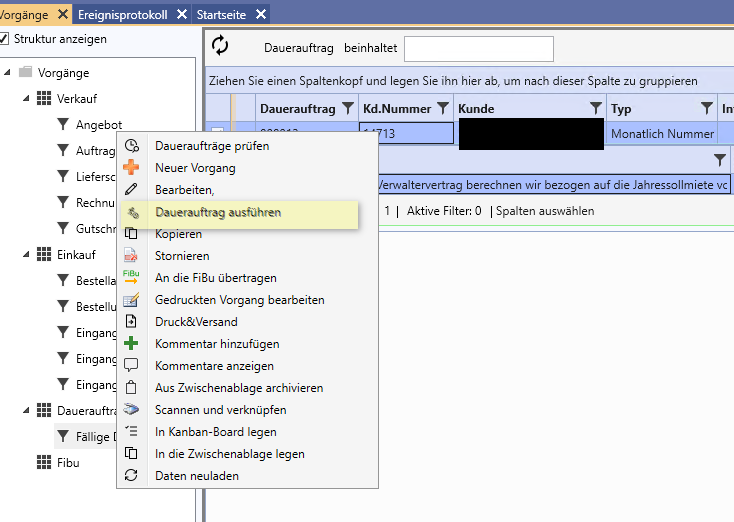 Vorgänge Ereignisprotokoll Startseite
Struktur anzeigen
Vorgänge
Verkauf
Angebot
Auftrag
Liefersc
Rechnu
Gutschr
Einkauf
Bestella
Bestellu
Eingang
Eingang
Eingang
Dauerauftra
Fällige D
Fibu
Dauerauftrag beinhaltet
Ziehen Sie einen Spaltenkopf und legen Sie ihn hier ab, um nach dieser Spalte zu gruppieren
Dauerauftrag Kd.Nummer Kunde Typ In
14713 Monatlich Nummer
Verwaltervertrag berechnen wir bezogen auf die Jahressollmiete vo
1 | Aktive Filter: 0 | Spalten auswählen
Daueraufträge prüfen
Neuer Vorgang
Bearbeiten,
Dauerauftrag ausführen
Kopieren
Stornieren
FiBu
An die FiBu übertragen
Gedruckten Vorgang bearbeiten
Druck&Versand
Kommentar hinzufügen
Kommentare anzeigen
Aus Zwischenablage archivieren
Scannen und verknüpfen
In Kanban-Board legen
In die Zwischenablage legen
Daten neuladen